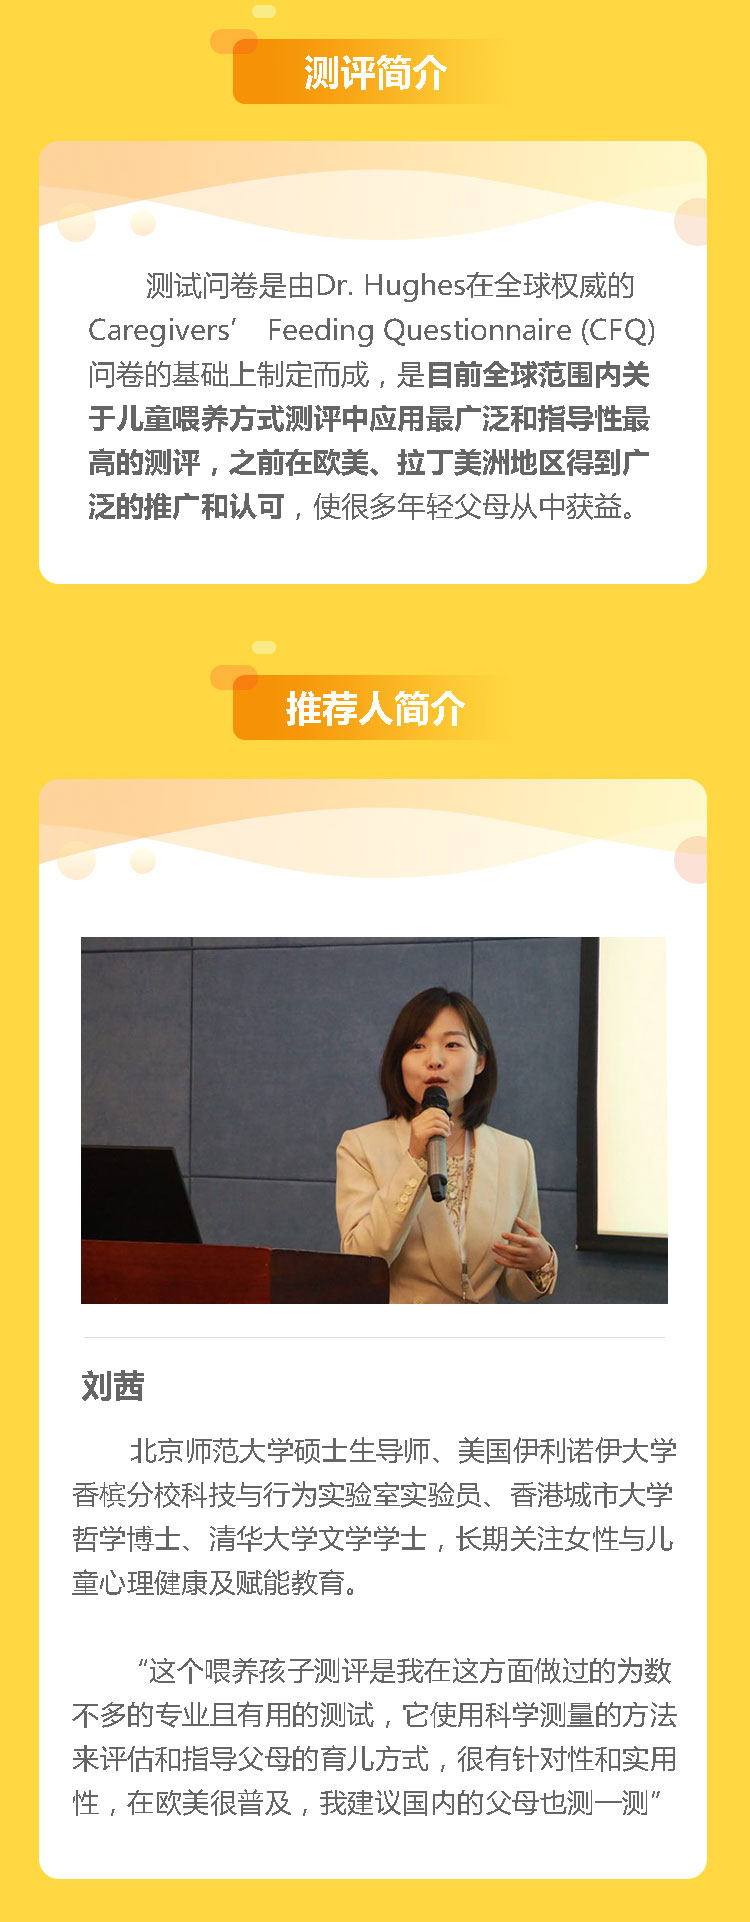 测评简介
测试问卷是由Dr. Hughes在全球权威的
Caregivers’ Feeding Questionnaire (CFQ)
问卷的基础上制定而成，是目前全球范围内关
于儿童喂养方式测评中应用最广泛和指导性最
高的测评，之前在欧美、拉丁美洲地区得到广
泛的推广和认可，使很多年轻父母从中获益。
推荐人简介
刘茜
北京师范大学硕士生导师、美国伊利诺伊大学
香槟分校科技与行为实验室实验员、香港城市大学
哲学博士、清华大学文学学士，长期关注女性与儿
童心理健康及赋能教育。
“这个喂养孩子测评是我在这方面做过的为数
不多的专业且有用的测试，它使用科学测量的方法
来评估和指导父母的育儿方式，很有针对性和实用
性，在欧美很普及，我建议国内的父母也测一测”